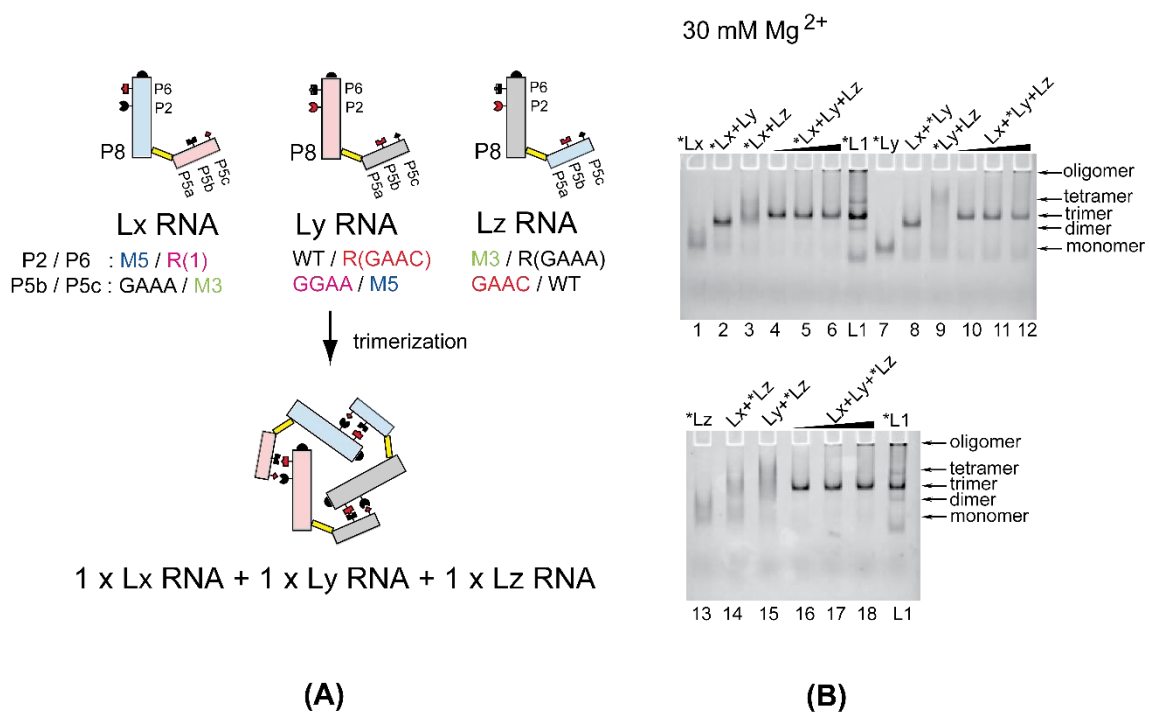 30 mM Mg2+
P6
P2
P8
P5a
P5b
P5c
P6
P2
P8
P5a
P5b
P5c
P6
P2
P8
P5a
P5b
P5c
Lx RNA Ly RNA Lz RNA
P2 / P6 : M5 / R(1) WT / R(GAAC) M3 / R(GAAA)
P5b / P5c : GAAA / M3 GGAA / M5 GAAC / WT
trimerization
1 x Lx RNA + 1 x Ly RNA + 1 x Lz RNA
(A)
*Lx *Lx+Ly *Lx+Lz *Lx+Ly+Lz *L1 *Ly Lx+*Ly *Ly+Lz Lx+*Ly+Lz
oligomer
tetramer
trimer
dimer
monomer
1 2 3 4 5 6 L1 7 8 9 10 11 12
*Lz Lx+*Lz Ly+*Lz Lx+Ly+*Lz *L1
oligomer
tetramer
trimer
dimer
monomer
13 14 15 16 17 18 L1
(B)